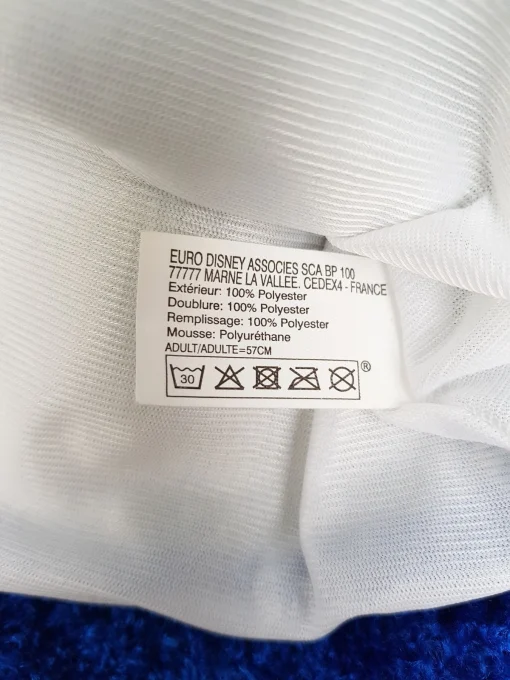 EURO DISNEY ASSOCIES SCA BP 100
77777 MARNE LA VALLEE. CEDEX4 - FRANCE
Extérieur: 100% Polyester
Doublure: 100% Polyester
Remplissage: 100% Polyester
Mousse: Polyuréthane
ADULT/ADULTE=57CM
30 ®